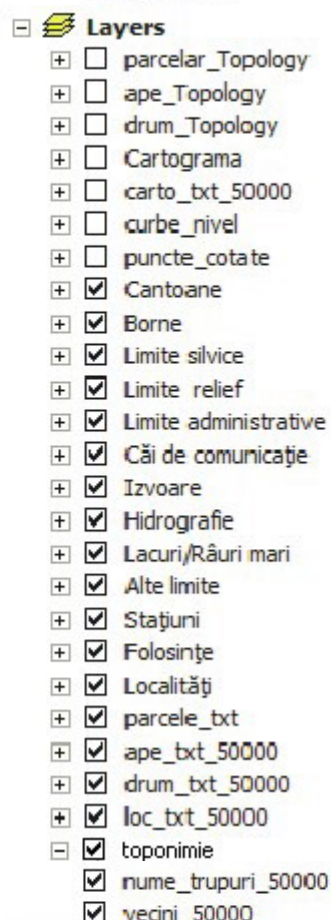 Layers
parcelar_Topology
ape_Topology
drum_Topology
Cartograma
carto_txt_50000
curbe_nivel
puncte_cotate
Cantoane
Borne
Limite silvice
Limite relief
Limite administrative
Căi de comunicaţie
Izvoare
Hidrografie
Lacuri/Râuri mari
Alte limite
Staţiuni
Folosinţe
Localităţi
parcele_txt
ape_txt_50000
drum_txt_50000
loc_txt_50000
toponimie
nume_trupuri_50000
vecini_50000